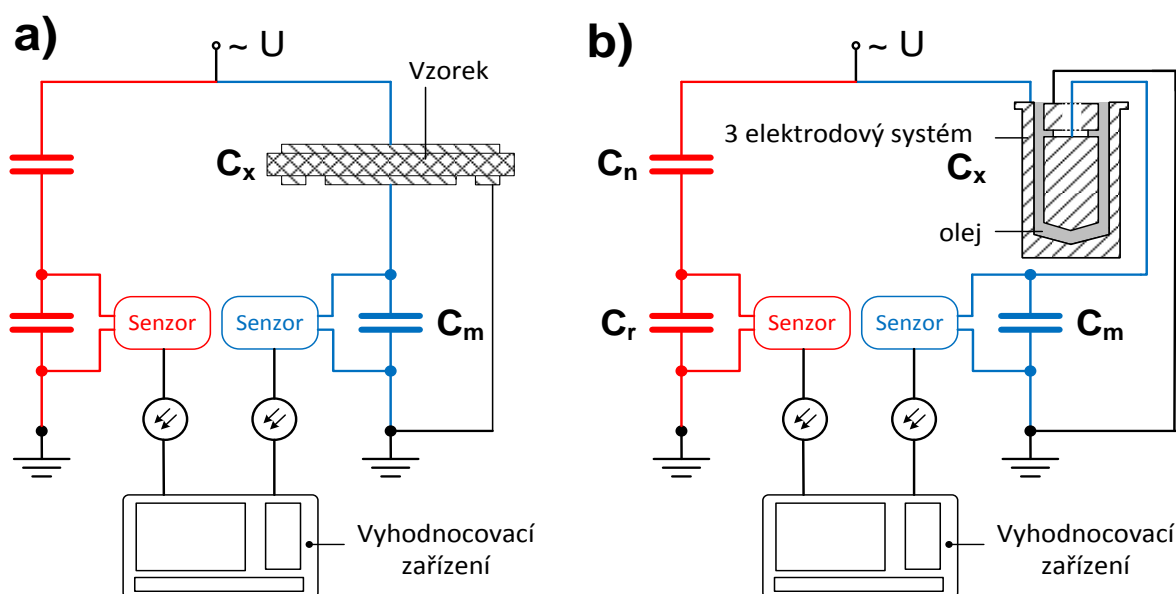 a)
~ U
Vzorek
Cx
Senzor
Senzor
Cm
Vyhodnocovací
zařízení
b)
~ U
3 elektrodový systém
Cn
Cx
olej
Cr
Senzor
Senzor
Cm
Vyhodnocovací
zařízení